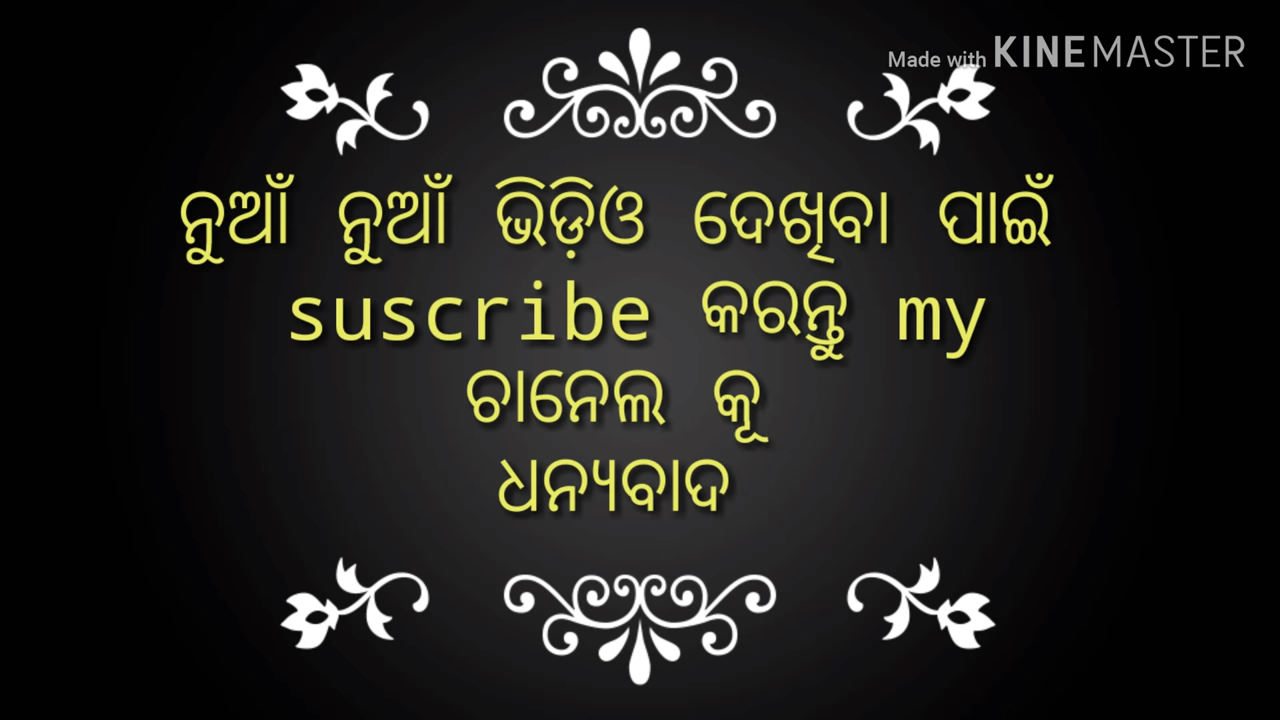 Made with KINEMASTER
ନୁଆଁ ନୁଆଁ ଭିଡ଼ିଓ ଦେଖିବା ପାଇଁ
suscribe କରନ୍ତୁ my
ଚାନେଲ କୂ
ଧନ୍ୟବାଦ